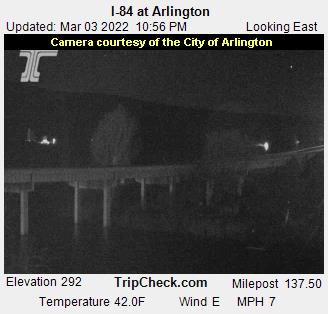 I-84 at Arlington
Updated: Mar 03 2022 10:56 PM Looking East
Camera courtesy of the City of Arlington
Elevation 292 TripCheck.com Milepost 137.50
Temperature 42.0F Wind E MPH 7